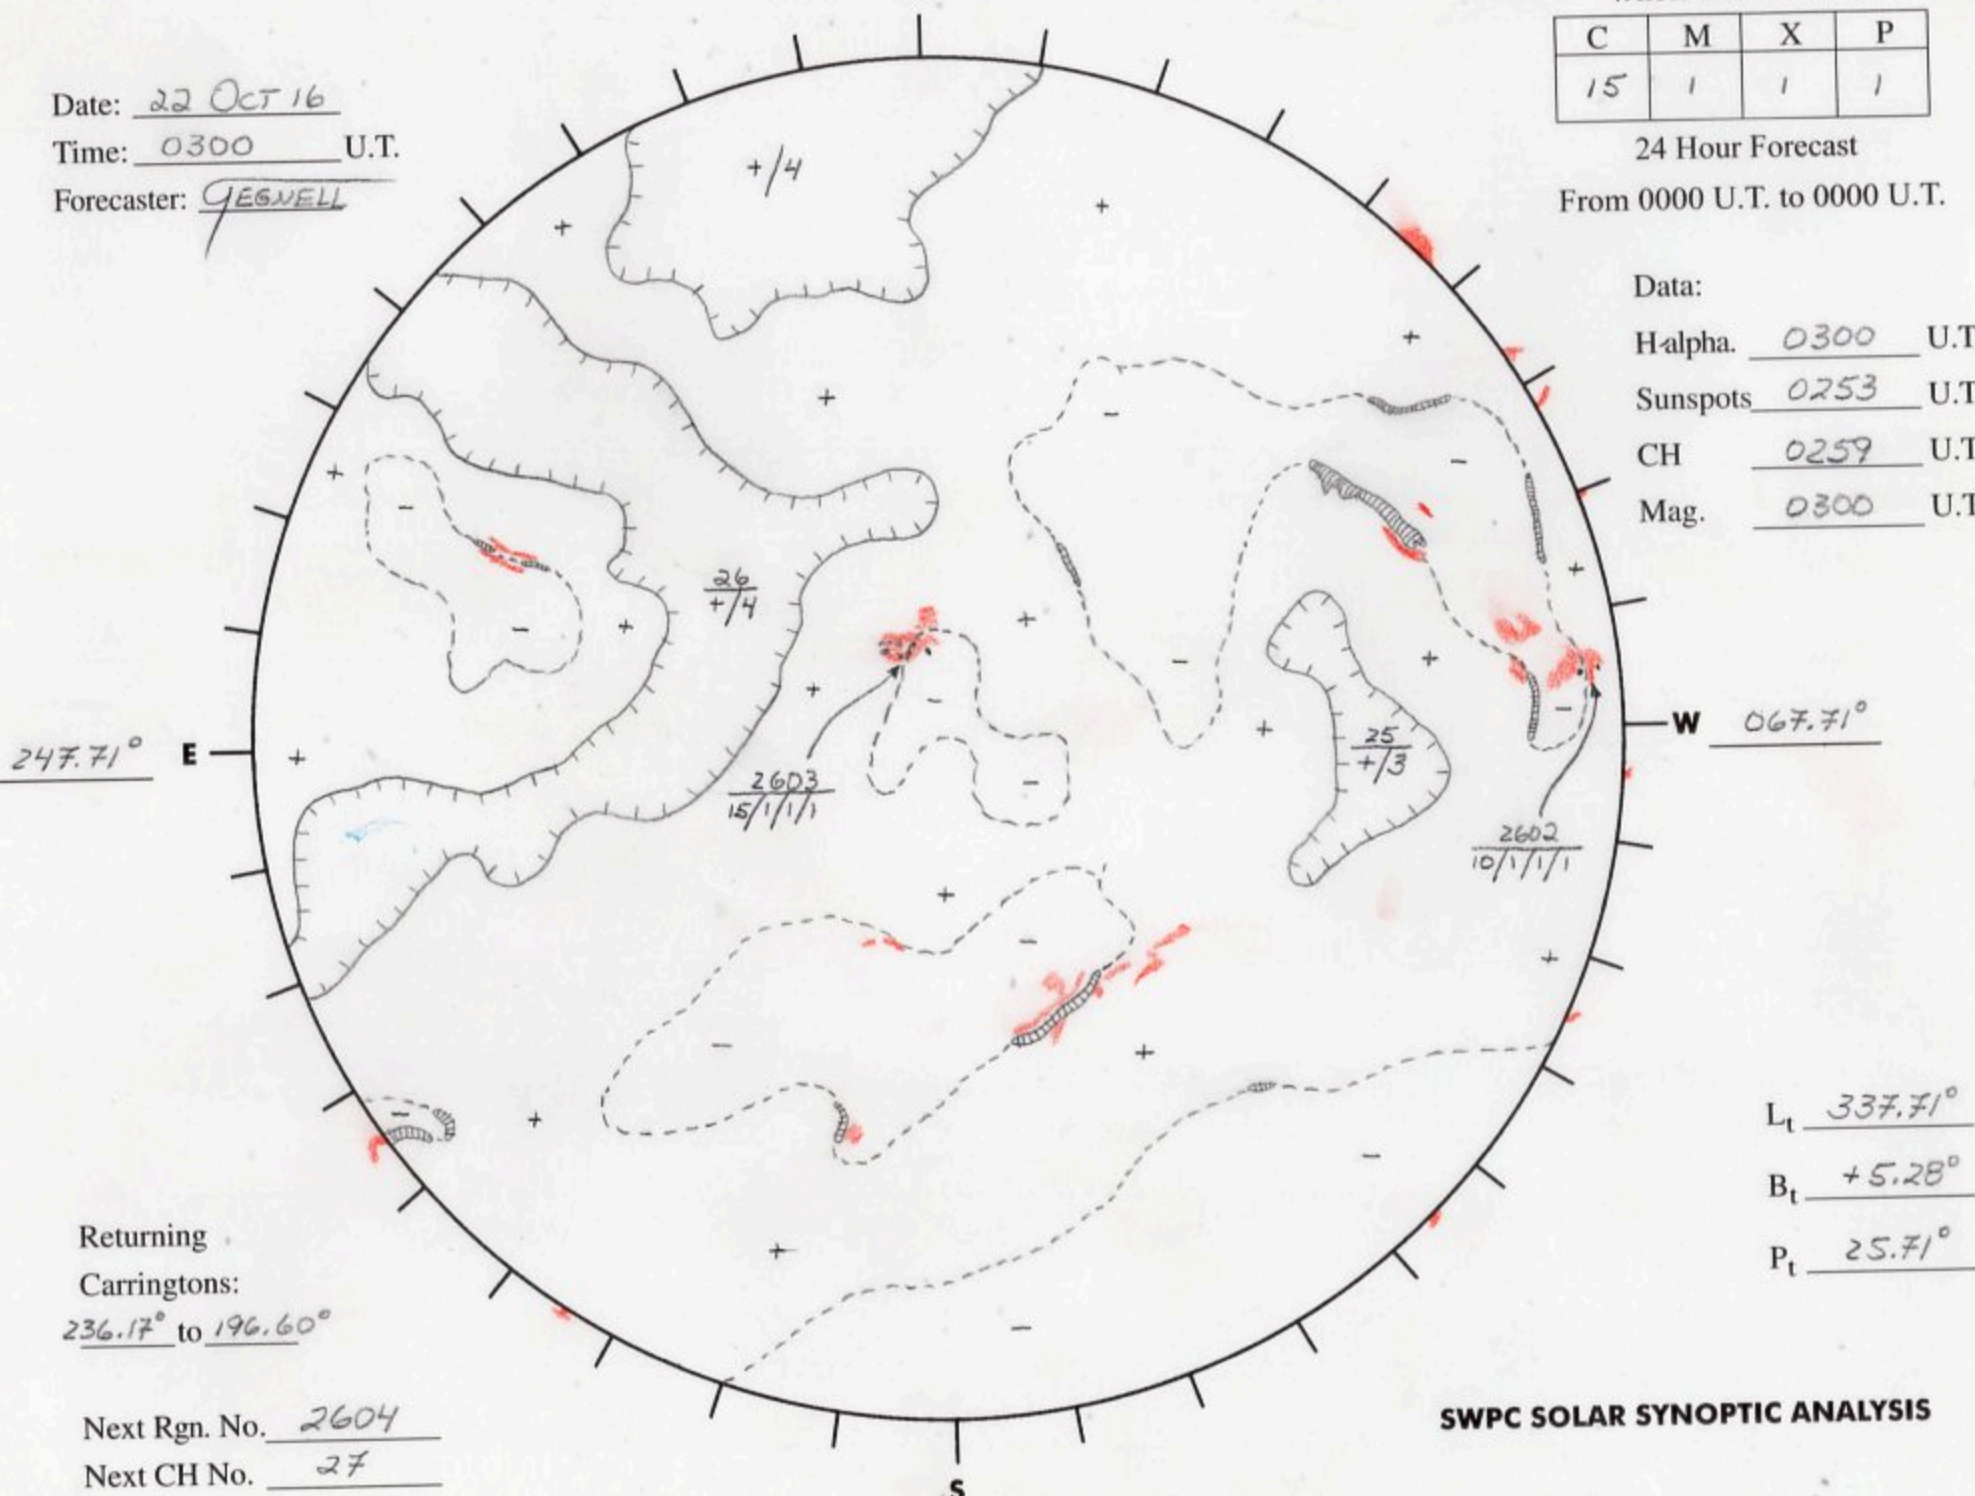 C M X P
15 1 1 1
24 Hour Forecast
From 0000 U.T. to 0000 U.T.
Date: 22 OCT 16
Time: 0300 U.T.
Forecaster: GEGNELL
Data:
H-alpha. 0300 U.T
Sunspots 0253 U.T
CH 0259 U.T
Mag. 0300 U.T
+/4
+
+
+
+
-
-
+
-
26
+/4
+
-
+
+
-
+
+
-
-
+
-
+
25
+/3
-
2603
15/1/1/1
2602
10/1/1/1
247.71° E
W 067.71°
+
-
+
-
+
-
+
-
+
-
Lt 337.71°
Bt +5.28°
Pt 25.71°
Returning
Carringtons:
236.17° to 196.60°
Next Rgn. No. 2604
Next CH No. 27
SWPC SOLAR SYNOPTIC ANALYSIS
S